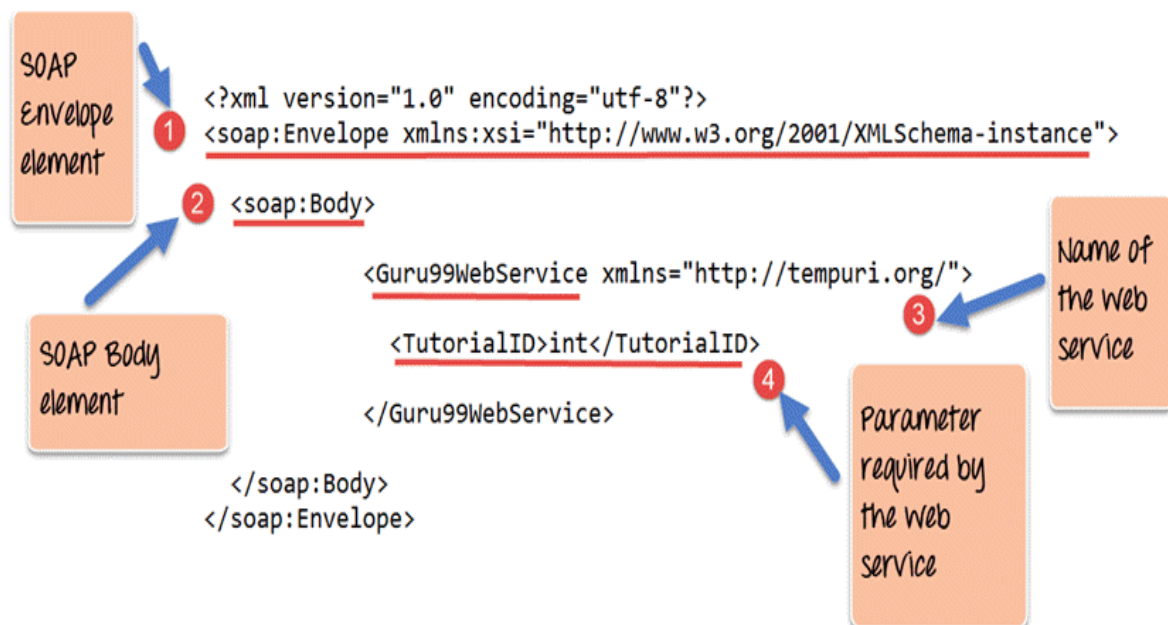 SOAP
Envelope
element
1
<?xml version="1.0" encoding="utf-8"?>
<soap:Envelope xmlns:xsi="http://www.w3.org/2001/XMLSchema-instance">
2
<soap:Body>
<Guru99WebService xmlns="http://tempuri.org/">
3
Name of
the web
service
SOAP Body
element
<TutorialID>int</TutorialID>
4
</Guru99WebService>
Parameter
required by
the web
service
</soap:Body>
</soap:Envelope>